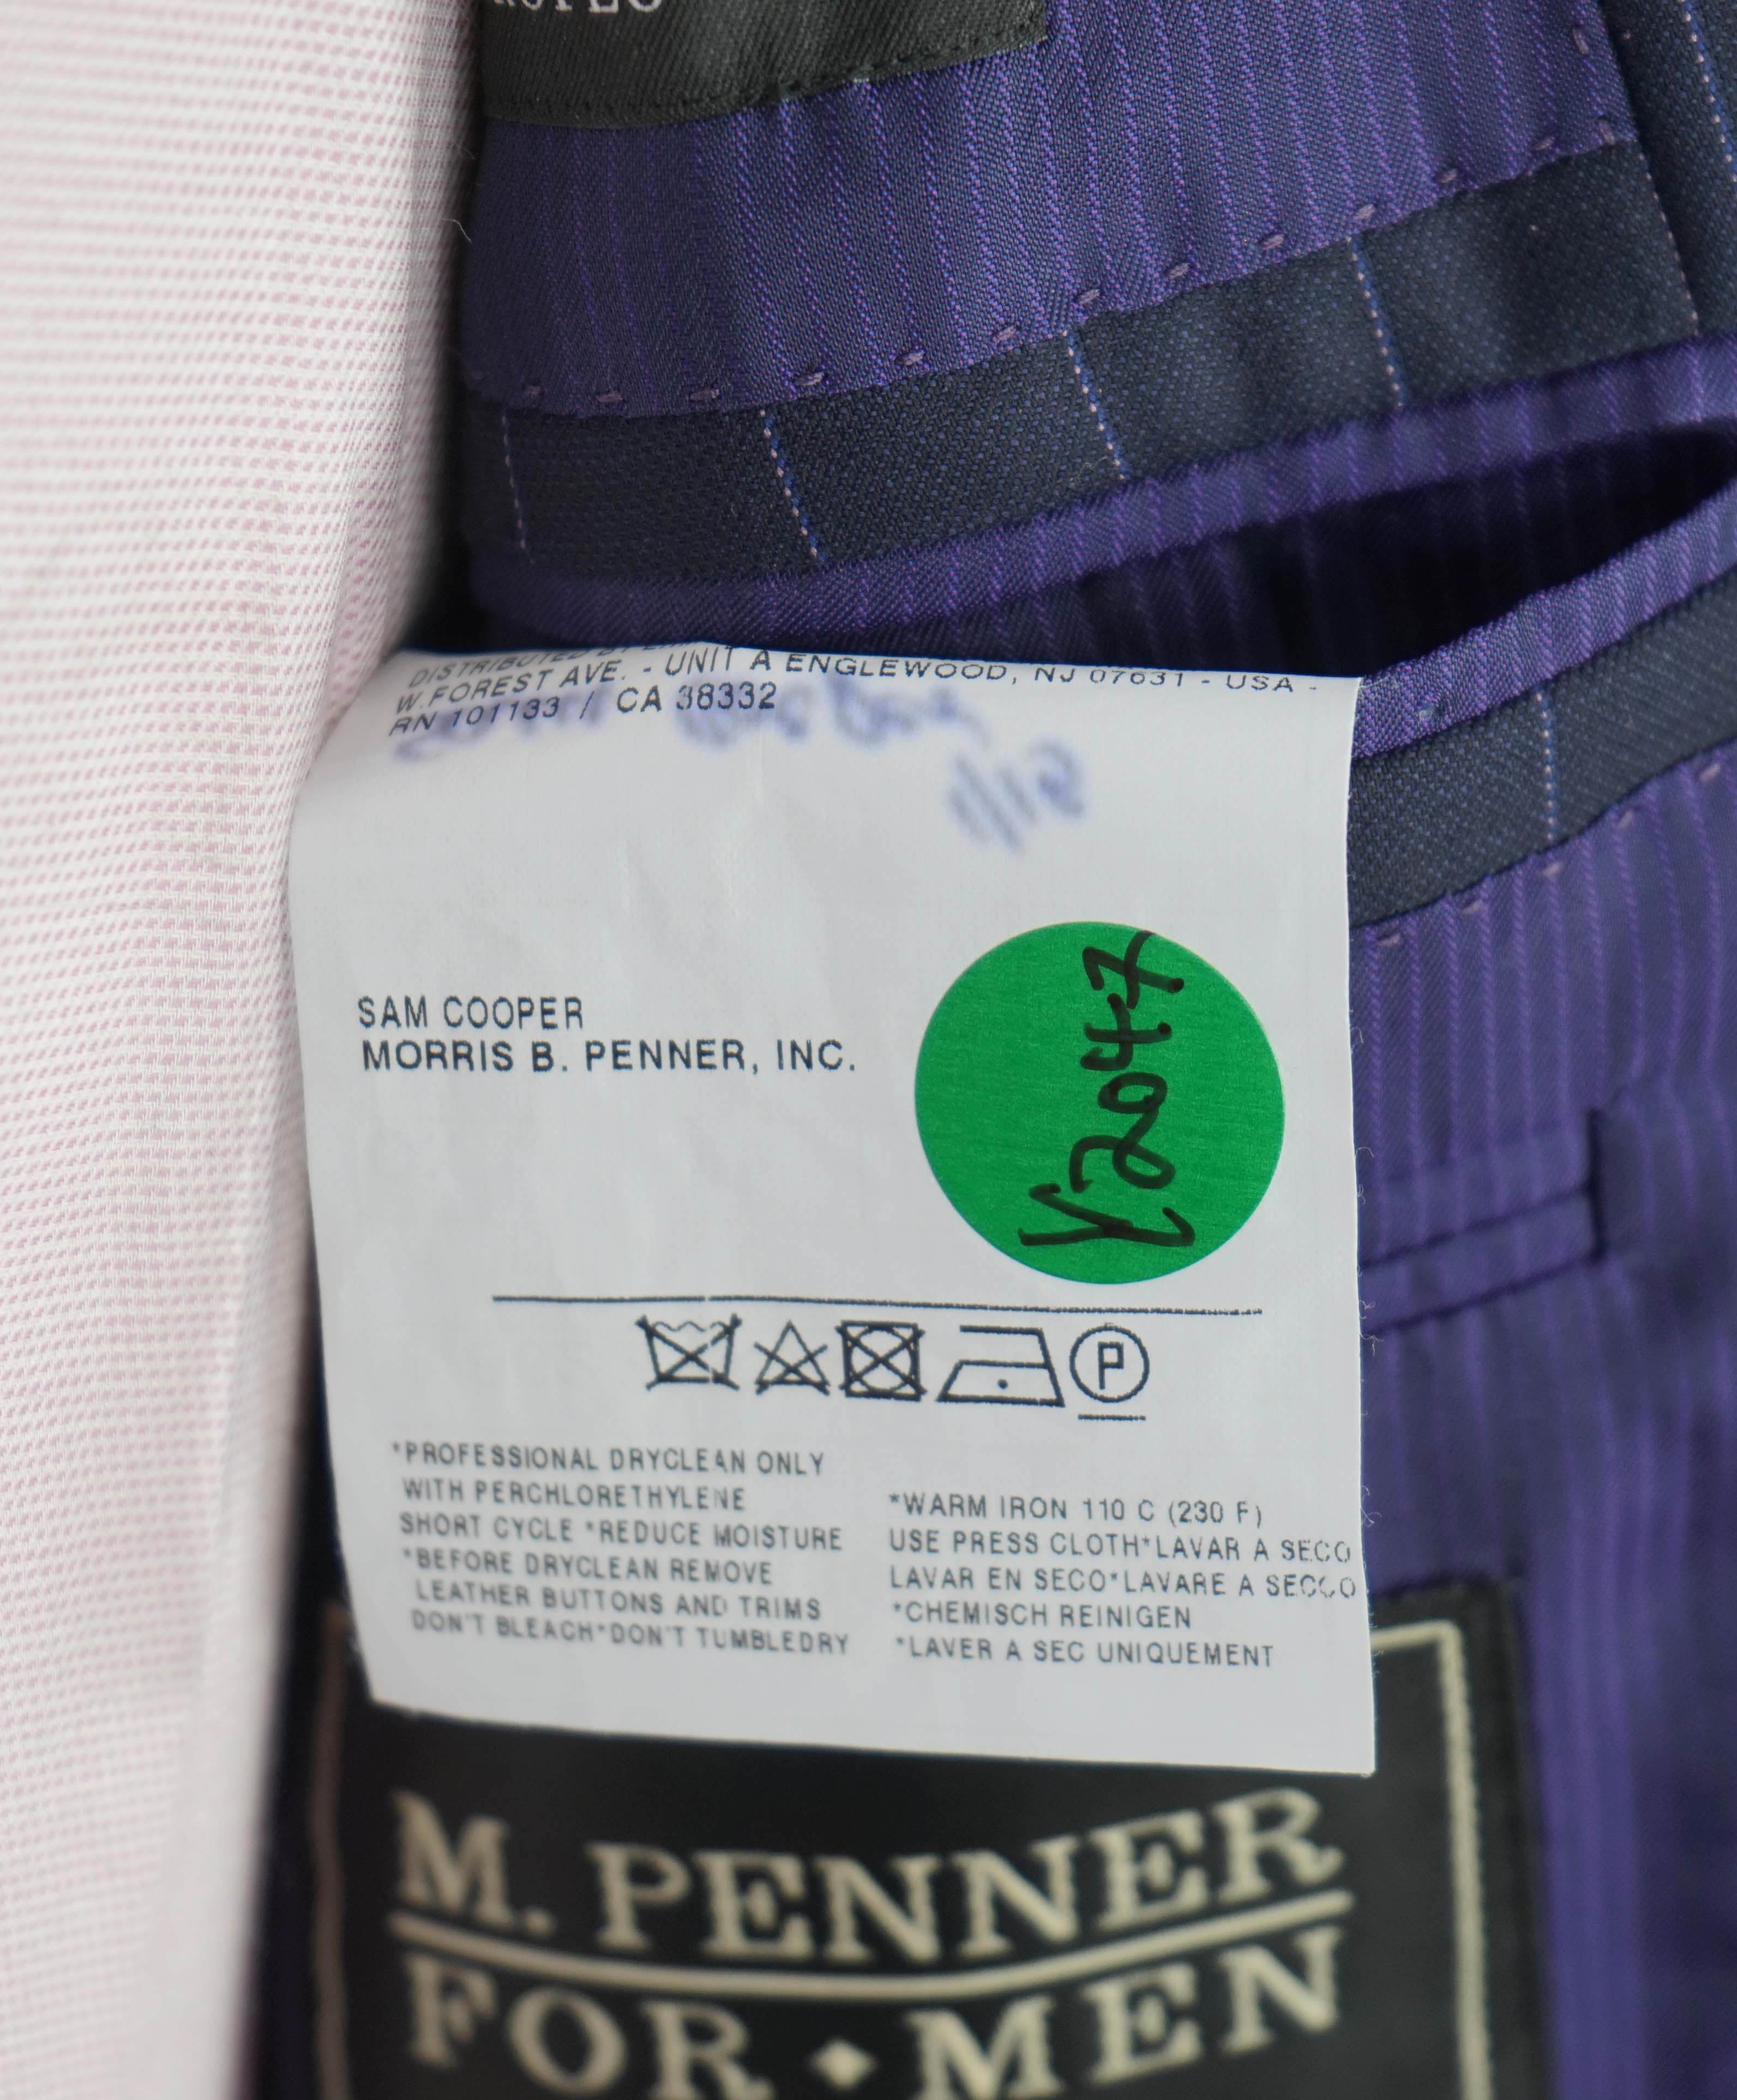 DISTRIBUTED BY
W.FOREST AVE. - UNIT A ENGLEWOOD, NJ 07631 - USA -
RN 101133 / CA 38332
SAM COOPER
MORRIS B. PENNER, INC.
Y2047
P
*PROFESSIONAL DRYCLEAN ONLY
WITH PERCHLORETHYLENE
SHORT CYCLE *REDUCE MOISTURE
*BEFORE DRYCLEAN REMOVE
LEATHER BUTTONS AND TRIMS
DON'T BLEACH*DON'T TUMBLEDRY
*WARM IRON 110 C (230 F)
USE PRESS CLOTH*LAVAR A SECO
LAVAR EN SECO*LAVARE A SECCO
*CHEMISCH REINIGEN
*LAVER A SEC UNIQUEMENT
M. PENNER
FOR • MEN